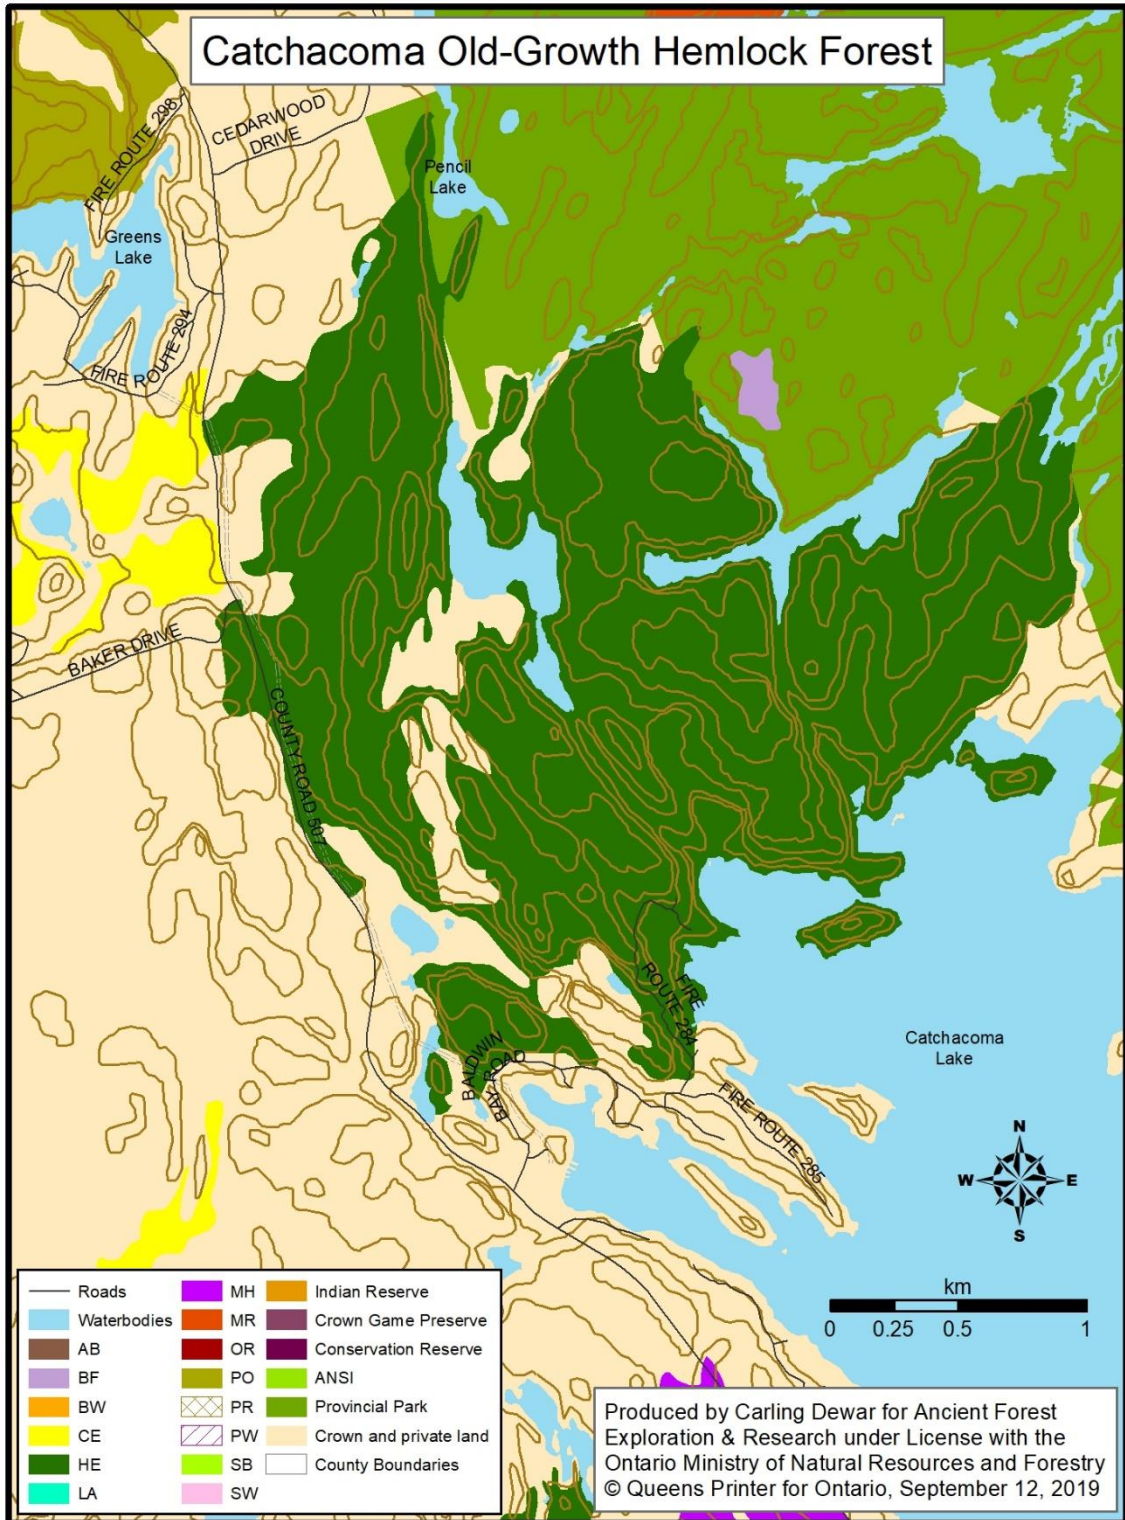 Catchacoma Old-Growth Hemlock Forest
FIRE ROUTE 298
CEDARWOOD
DRIVE
Pencil
Lake
Greens
Lake
FIRE ROUTE 294
BAKER DRIVE
COUNTY ROAD 507
FIRE
ROUTE 284
BALDWIN
BAY ROAD
Catchacoma
Lake
FIRE ROUTE 285
N
W E
S
km
0 0.25 0.5 1
Roads
Waterbodies
AB
BF
BW
CE
HE
LA
MH
MR
OR
PO
PR
PW
SB
SW
Indian Reserve
Crown Game Preserve
Conservation Reserve
ANSI
Provincial Park
Crown and private land
County Boundaries
Produced by Carling Dewar for Ancient Forest
Exploration & Research under License with the
Ontario Ministry of Natural Resources and Forestry
© Queens Printer for Ontario, September 12, 2019